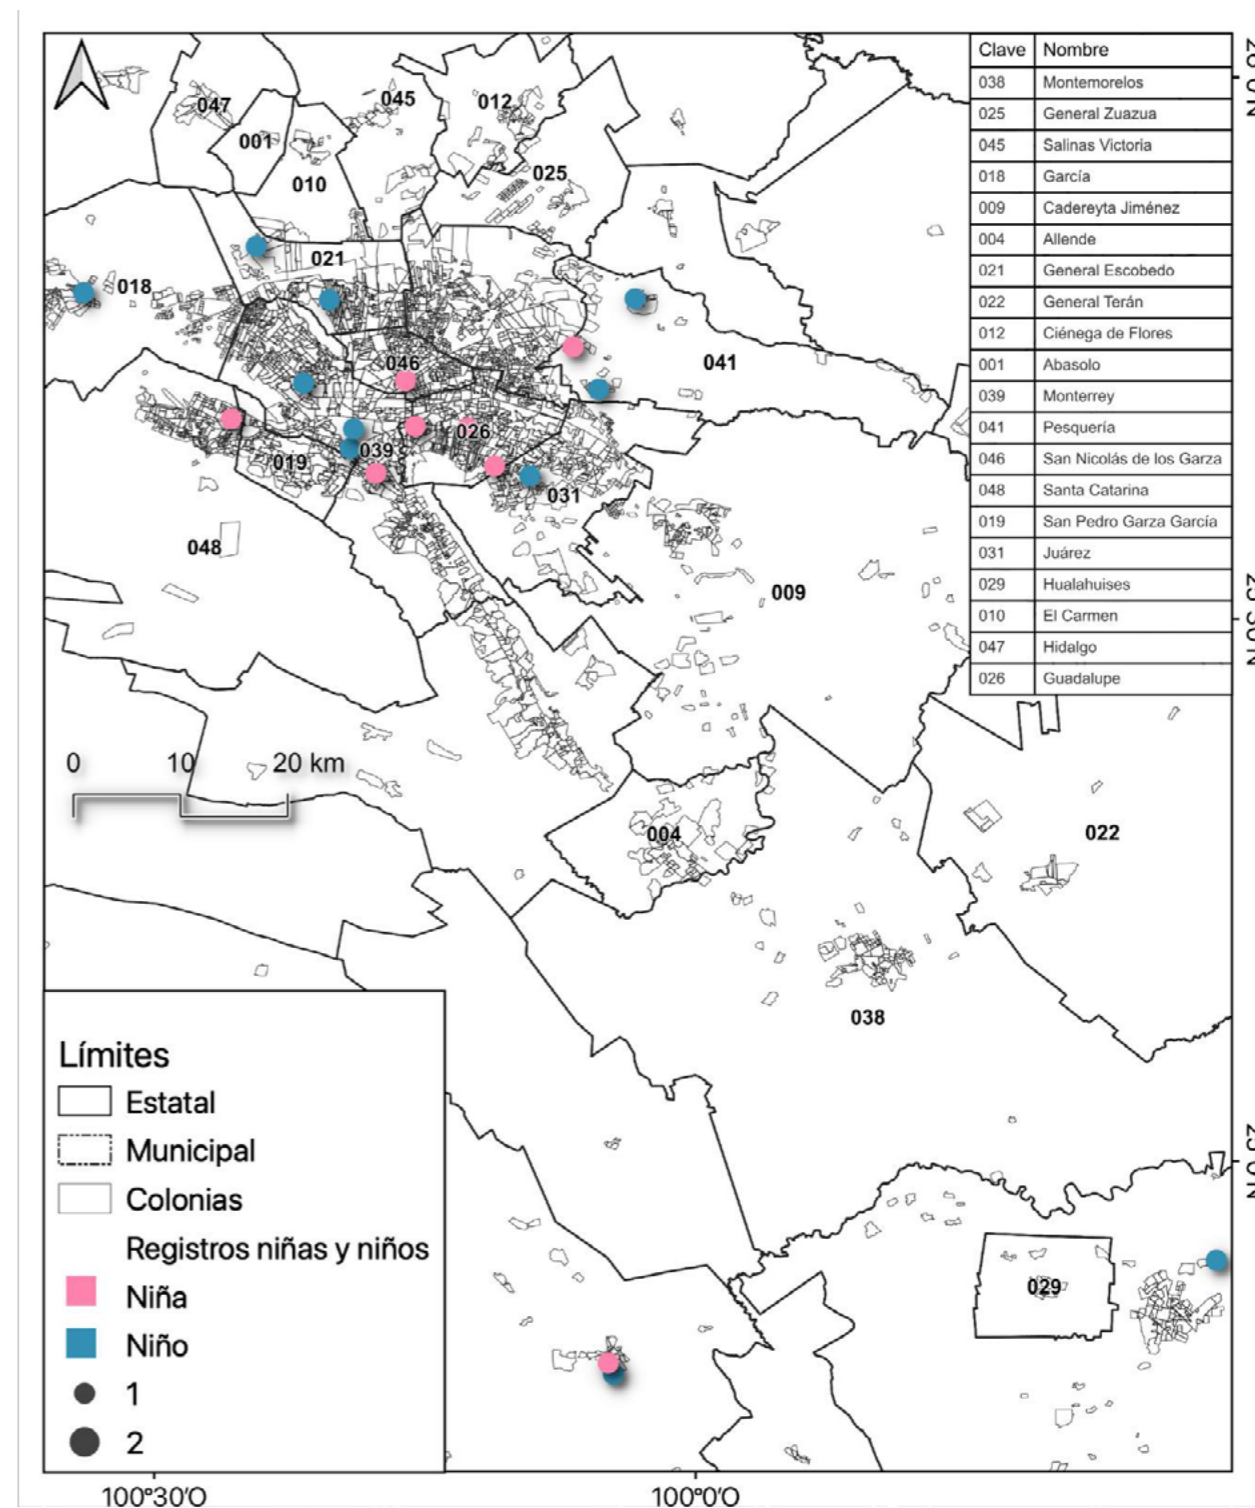 Clave Nombre
038 Montemorelos
025 General Zuazua
045 Salinas Victoria
018 García
009 Cadereyta Jiménez
004 Allende
021 General Escobedo
022 General Terán
012 Ciénega de Flores
001 Abasolo
039 Monterrey
041 Pesquería
046 San Nicolás de los Garza
048 Santa Catarina
019 San Pedro Garza García
031 Juárez
029 Hualahuises
010 El Carmen
047 Hidalgo
026 Guadalupe
047
045
012
001
010
025
021
018
041
046
026
039
019
031
048
009
0 10 20 km
004
022
038
029
Límites
Estatal
Municipal
Colonias
Registros niñas y niños
Niña
Niño
1
2
100°30'O
100°0'O